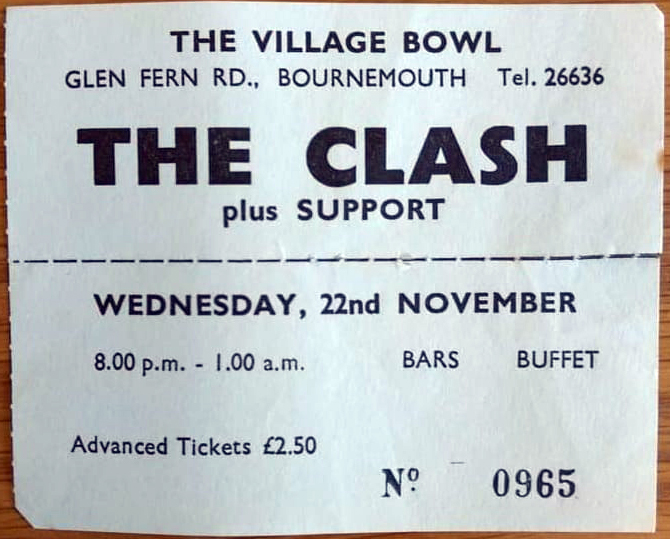 THE VILLAGE BOWL
GLEN FERN RD., BOURNEMOUTH Tel. 26636
THE CLASH
plus SUPPORT
WEDNESDAY, 22nd NOVEMBER
8.00 p.m. - 1.00 a.m. BARS BUFFET
Advanced Tickets £2.50
Nº 0965